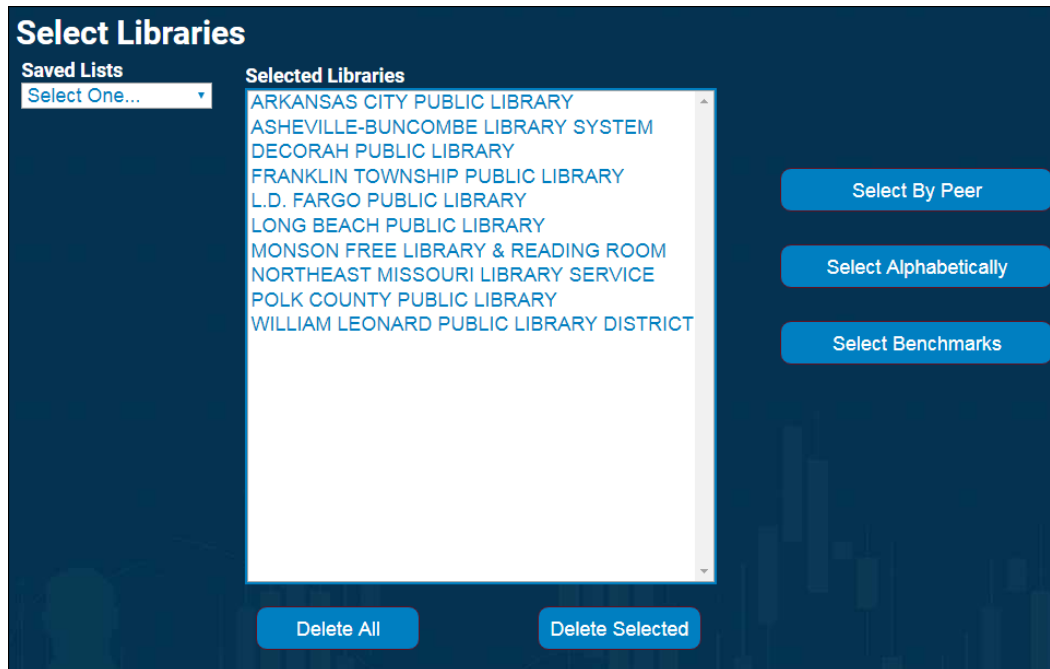 Select Libraries
Saved Lists
Select One...
Selected Libraries
ARKANSAS CITY PUBLIC LIBRARY
ASHEVILLE-BUNCOMBE LIBRARY SYSTEM
DECORAH PUBLIC LIBRARY
FRANKLIN TOWNSHIP PUBLIC LIBRARY
L.D. FARGO PUBLIC LIBRARY
LONG BEACH PUBLIC LIBRARY
MONSON FREE LIBRARY & READING ROOM
NORTHEAST MISSOURI LIBRARY SERVICE
POLK COUNTY PUBLIC LIBRARY
WILLIAM LEONARD PUBLIC LIBRARY DISTRICT
Select By Peer
Select Alphabetically
Select Benchmarks
Delete All
Delete Selected